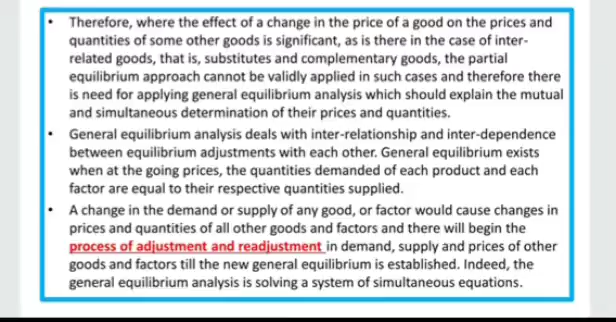 • Therefore, where the effect of a change in the price of a good on the prices and
quantities of some other goods is significant, as is there in the case of inter-
related goods, that is, substitutes and complementary goods, the partial
equilibrium approach cannot be validly applied in such cases and therefore there
is need for applying general equilibrium analysis which should explain the mutual
and simultaneous determination of their prices and quantities.
• General equilibrium analysis deals with inter-relationship and inter-dependence
between equilibrium adjustments with each other. General equilibrium exists
when at the going prices, the quantities demanded of each product and each
factor are equal to their respective quantities supplied.
• A change in the demand or supply of any good, or factor would cause changes in
prices and quantities of all other goods and factors and there will begin the
process of adjustment and readjustment in demand, supply and prices of other
goods and factors till the new general equilibrium is established. Indeed, the
general equilibrium analysis is solving a system of simultaneous equations.